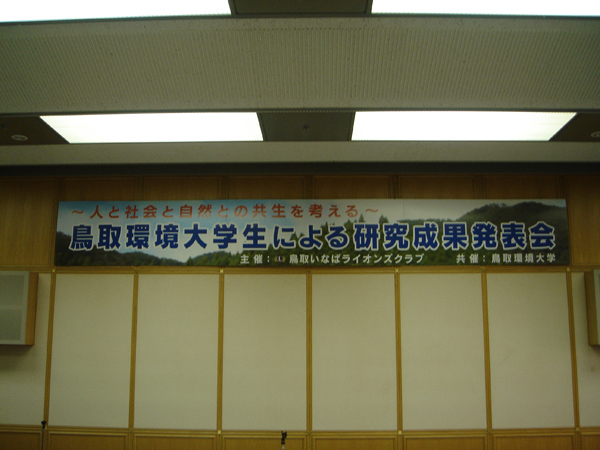 ～人と社会と自然との共生を考える～
鳥取環境大学生による研究成果発表会
主催：鳥取いなばライオンズクラブ　共催：鳥取環境大学